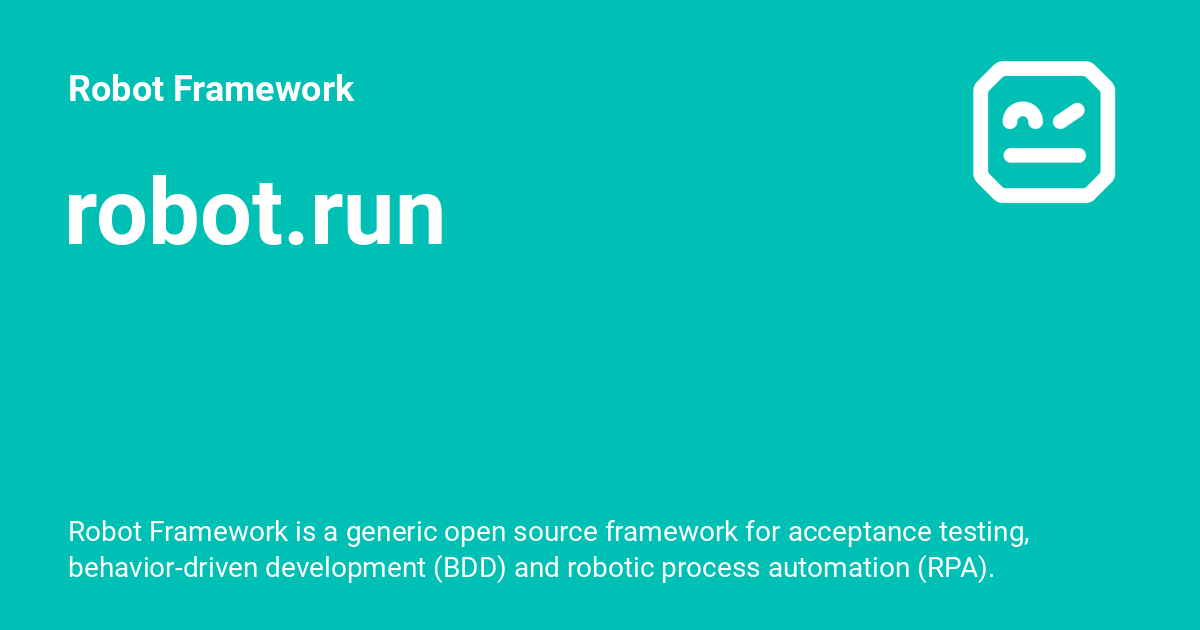 Robot Framework
robot.run
Robot Framework is a generic open source framework for acceptance testing,
behavior-driven development (BDD) and robotic process automation (RPA).